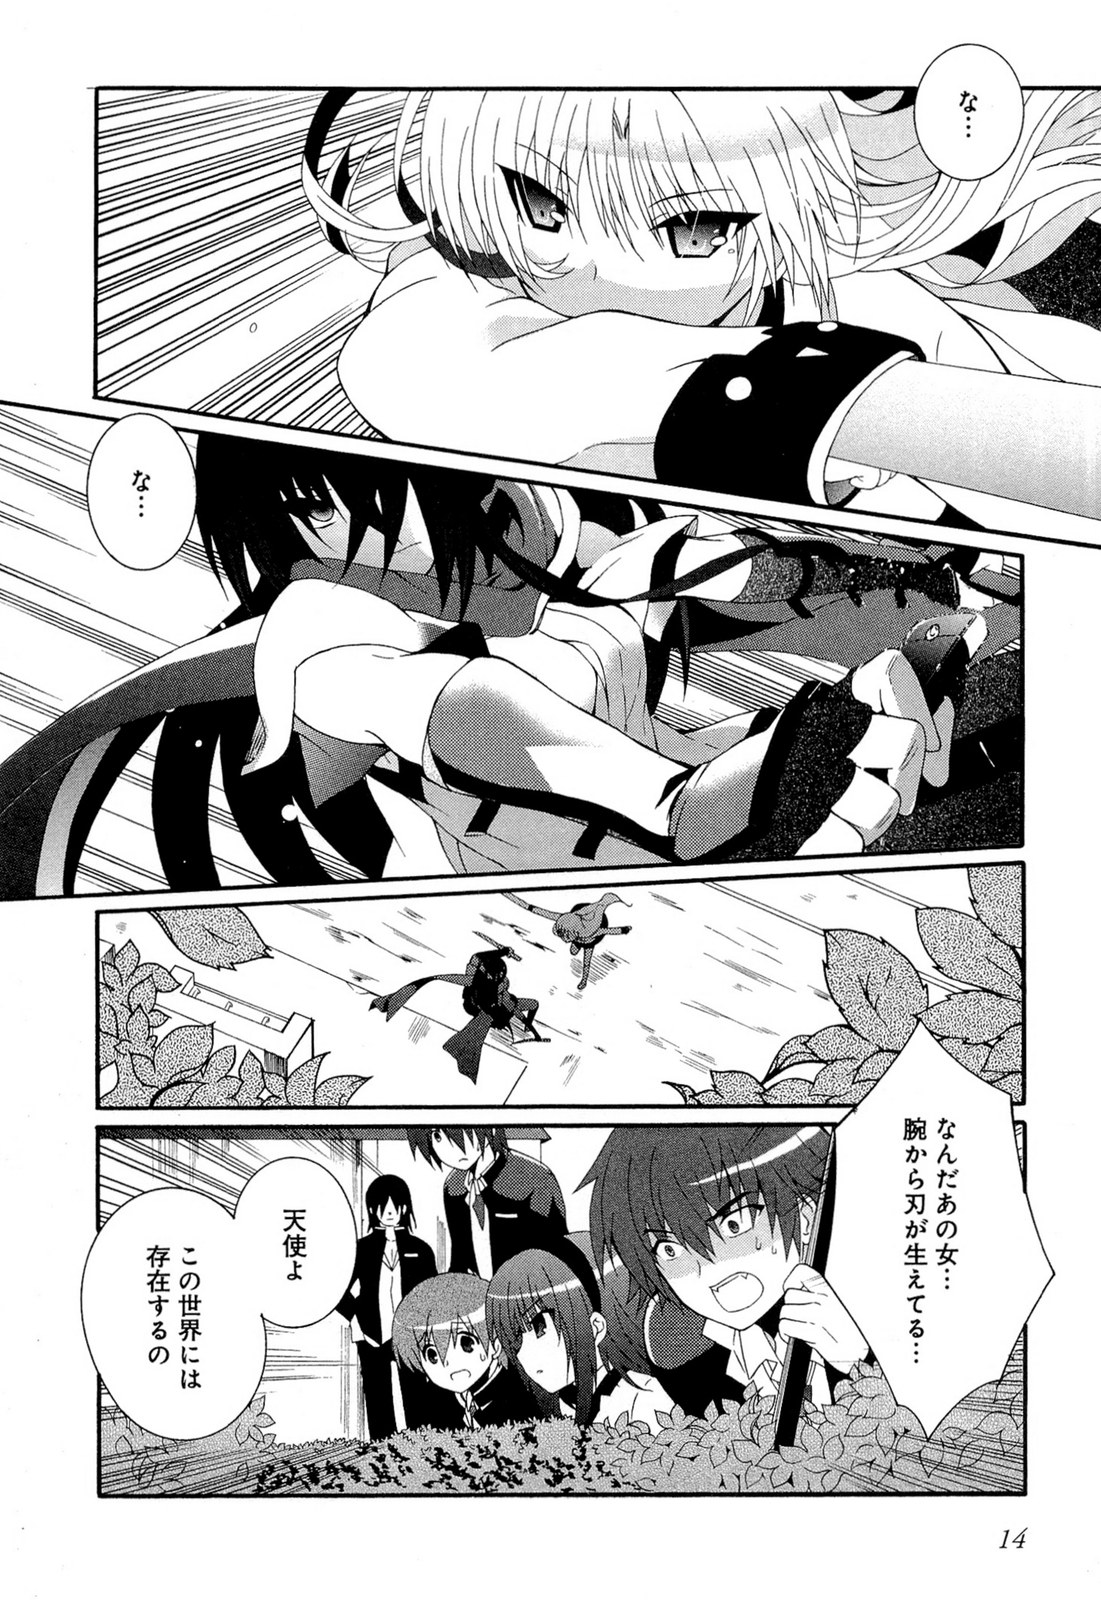 な…
な…
なんだあの女…
腕から刃が生えてる…
天使よ
この世界には
存在するの
14